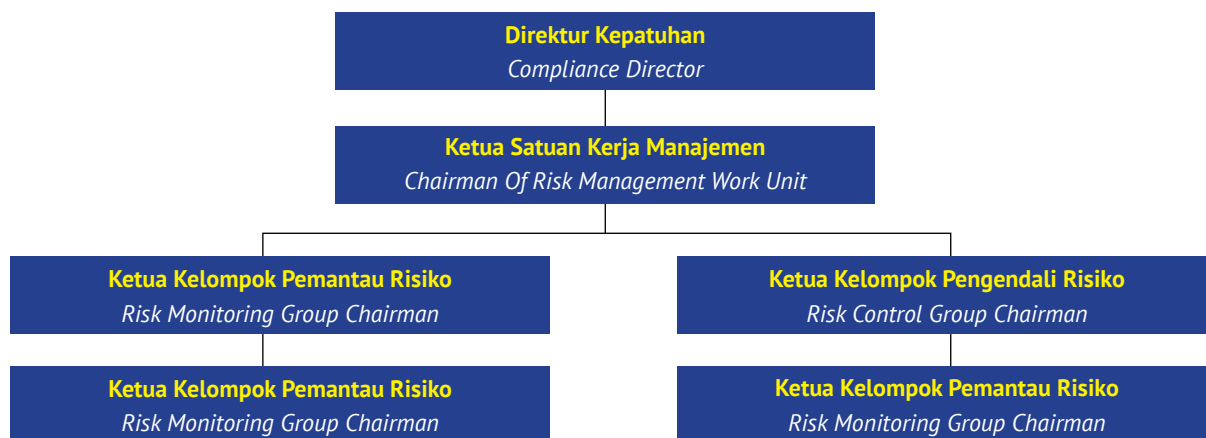 Direktur Kepatuhan
Compliance Director
Ketua Satuan Kerja Manajemen
Chairman Of Risk Management Work Unit
Ketua Kelompok Pemantau Risiko
Risk Monitoring Group Chairman
Ketua Kelompok Pengendali Risiko
Risk Control Group Chairman
Ketua Kelompok Pemantau Risiko
Risk Monitoring Group Chairman
Ketua Kelompok Pemantau Risiko
Risk Monitoring Group Chairman